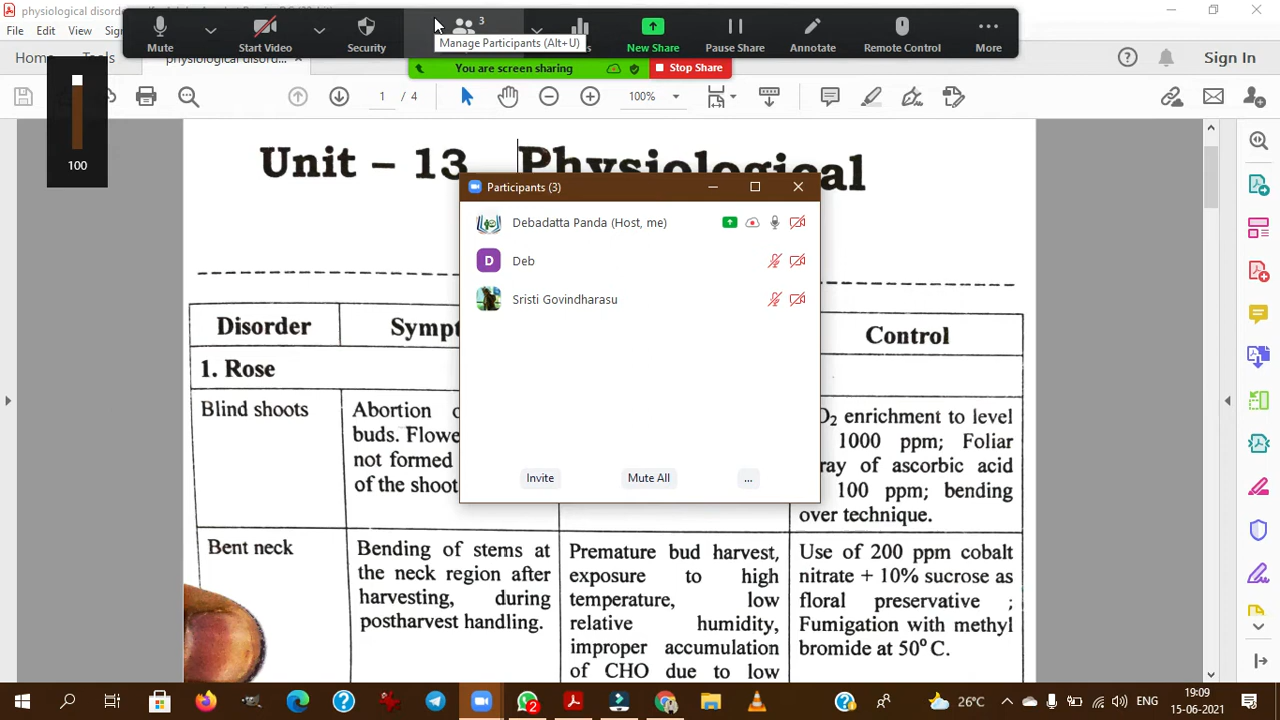 physiological disord
File Edit View Sign
Mute
Start Video
Security
3
Manage Participants (Alt+U)
New Share
Pause Share
Annotate
Remote Control
More
You are screen sharing
Stop Share
Home
physiological disord...
Sign In
1 / 4
100%
100
Unit – 13 Physiological
Participants (3)
Debadatta Panda (Host, me)
D Deb
Sristi Govindharasu
Invite
Mute All
...
Disorder
Control
1. Rose
Blind shoots
Abortion
buds.
not formed
of the shoot
enrichment to level
1000 ppm; Foliar
of ascorbic acid
100 ppm; bending
over technique.
Bent neck
Bending of stems at
the neck region after
harvesting, during
postharvest handling.
Premature bud harvest,
exposure to high
temperature, low
relative humidity,
improper accumulation
of CHO due to low
Use of 200 ppm cobalt
nitrate + 10% sucrose as
floral preservative ;
Fumigation with methyl
bromide at 50° C.
2
26°C
ENG
19:09
15-06-2021